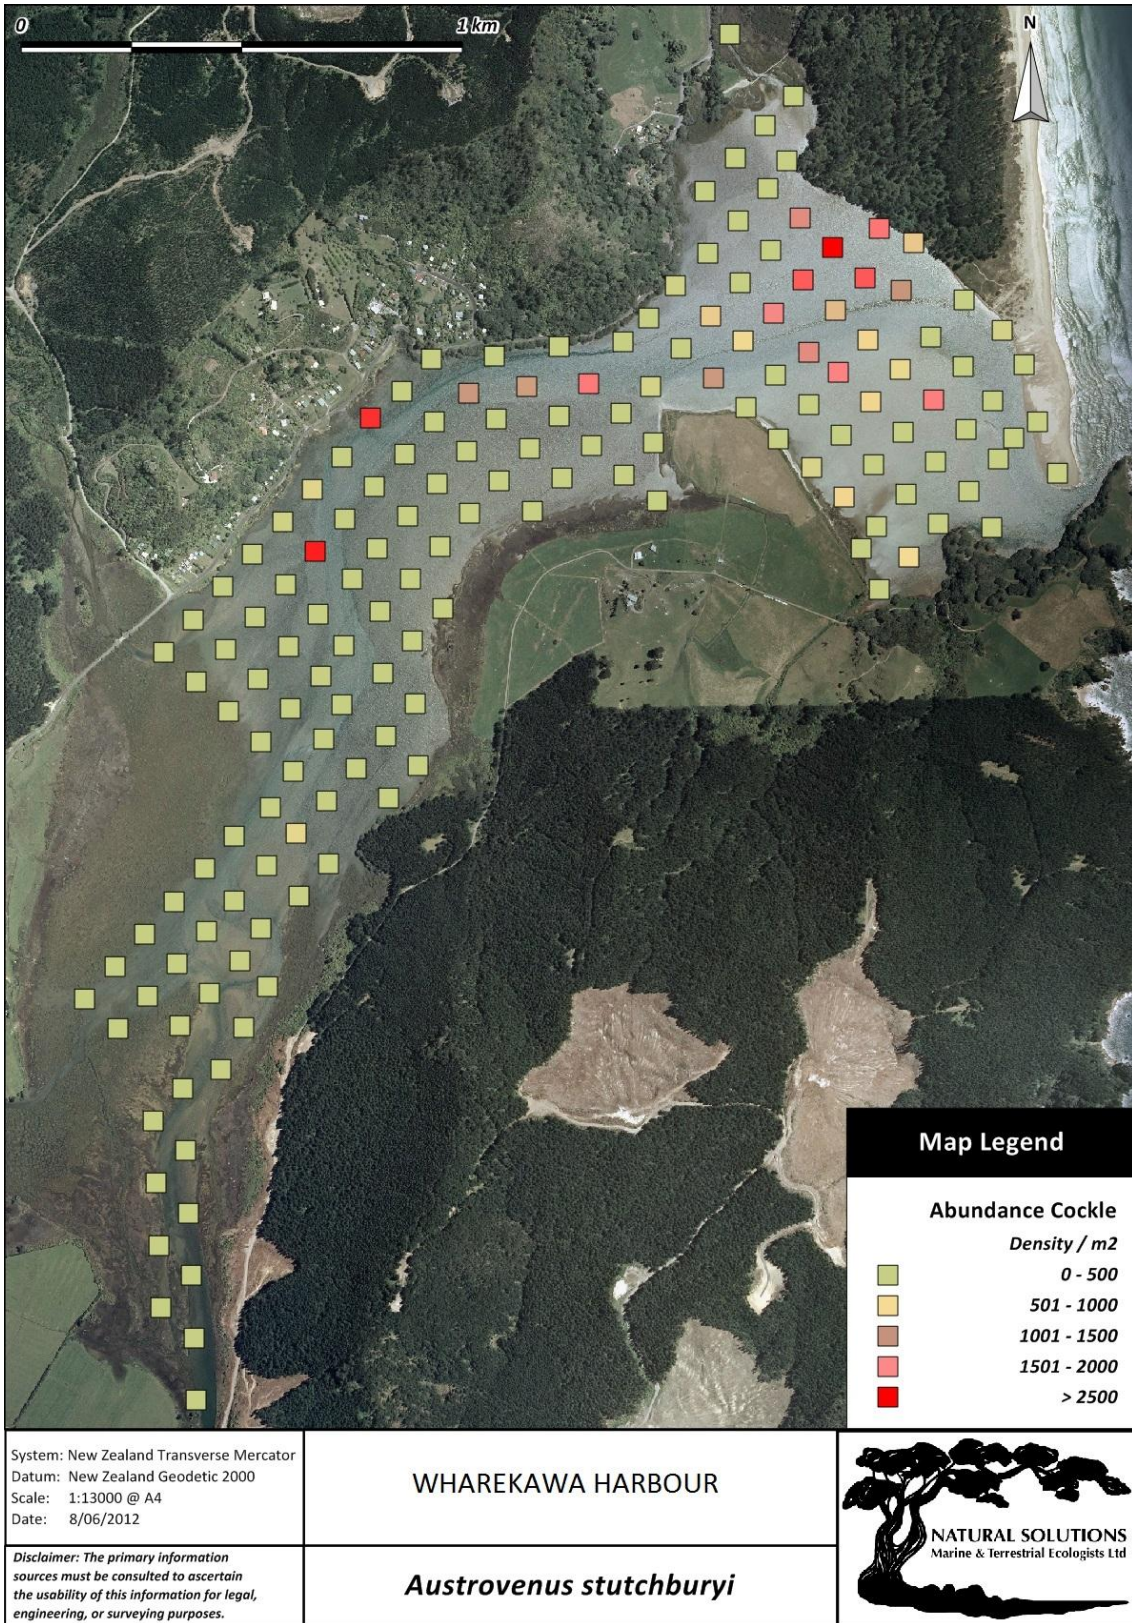 0 1 km
N
Map Legend
Abundance Cockle
Density / m2
0 - 500
501 - 1000
1001 - 1500
1501 - 2000
> 2500
System: New Zealand Transverse Mercator
Datum: New Zealand Geodetic 2000
Scale: 1:13000 @ A4
Date: 8/06/2012
WHAREKAWA HARBOUR
Disclaimer: The primary information
sources must be consulted to ascertain
the usability of this information for legal,
engineering, or surveying purposes.
Austrovenus stutchburyi
NATURAL SOLUTIONS
Marine & Terrestrial Ecologists Ltd